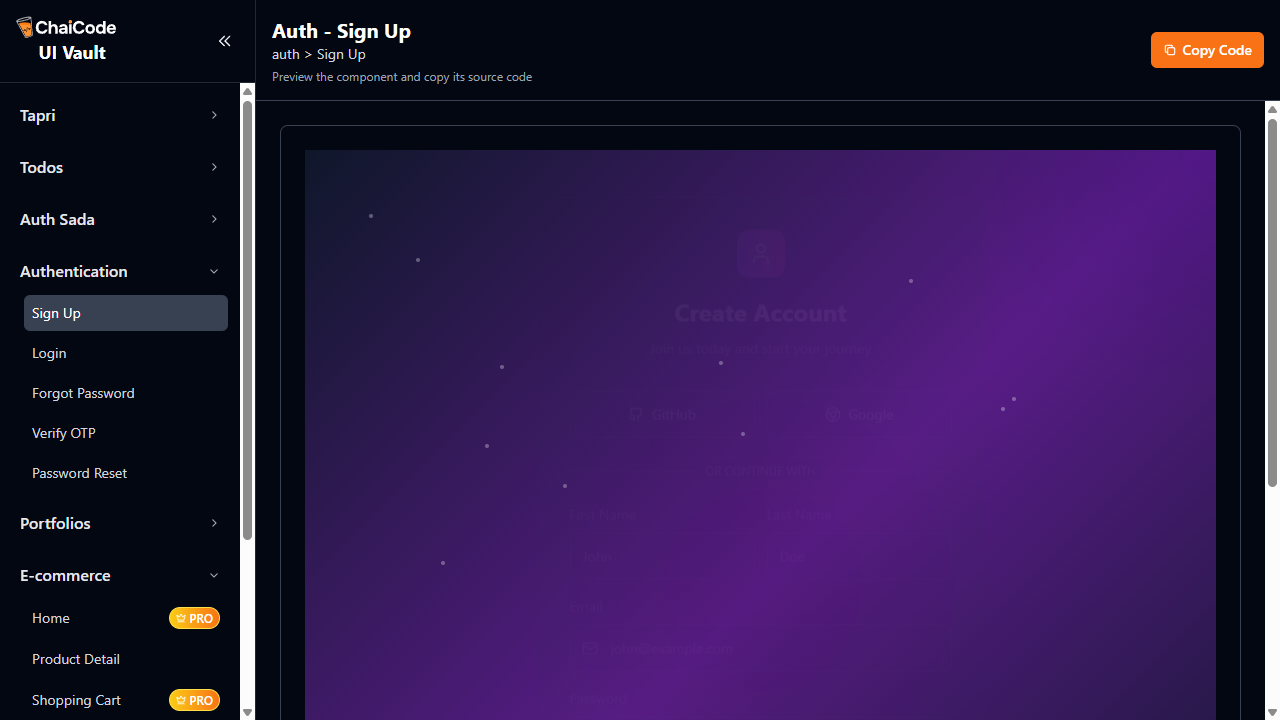 ChaiCode
UI Vault
Tapri
Todos
Auth Sada
Authentication
Sign Up
Login
Forgot Password
Verify OTP
Password Reset
Portfolios
E-commerce
Home PRO
Product Detail
Shopping Cart PRO
Auth - Sign Up
auth > Sign Up
Preview the component and copy its source code
Copy Code
Create Account
Join us today and start your journey
GitHub Google
OR CONTINUE WITH
First Name Last Name
John Doe
Email
john@example.com